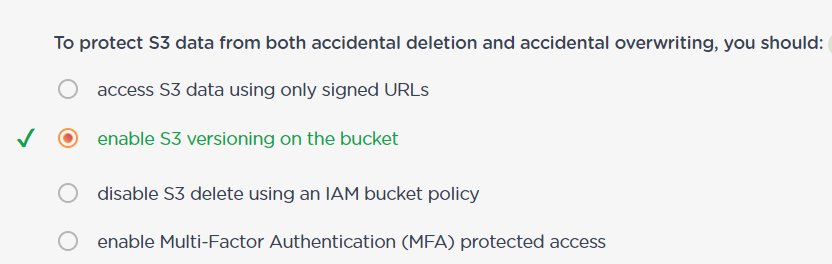 To protect S3 data from both accidental deletion and accidental overwriting, you should:
access S3 data using only signed URLs
enable S3 versioning on the bucket
disable S3 delete using an IAM bucket policy
enable Multi-Factor Authentication (MFA) protected access